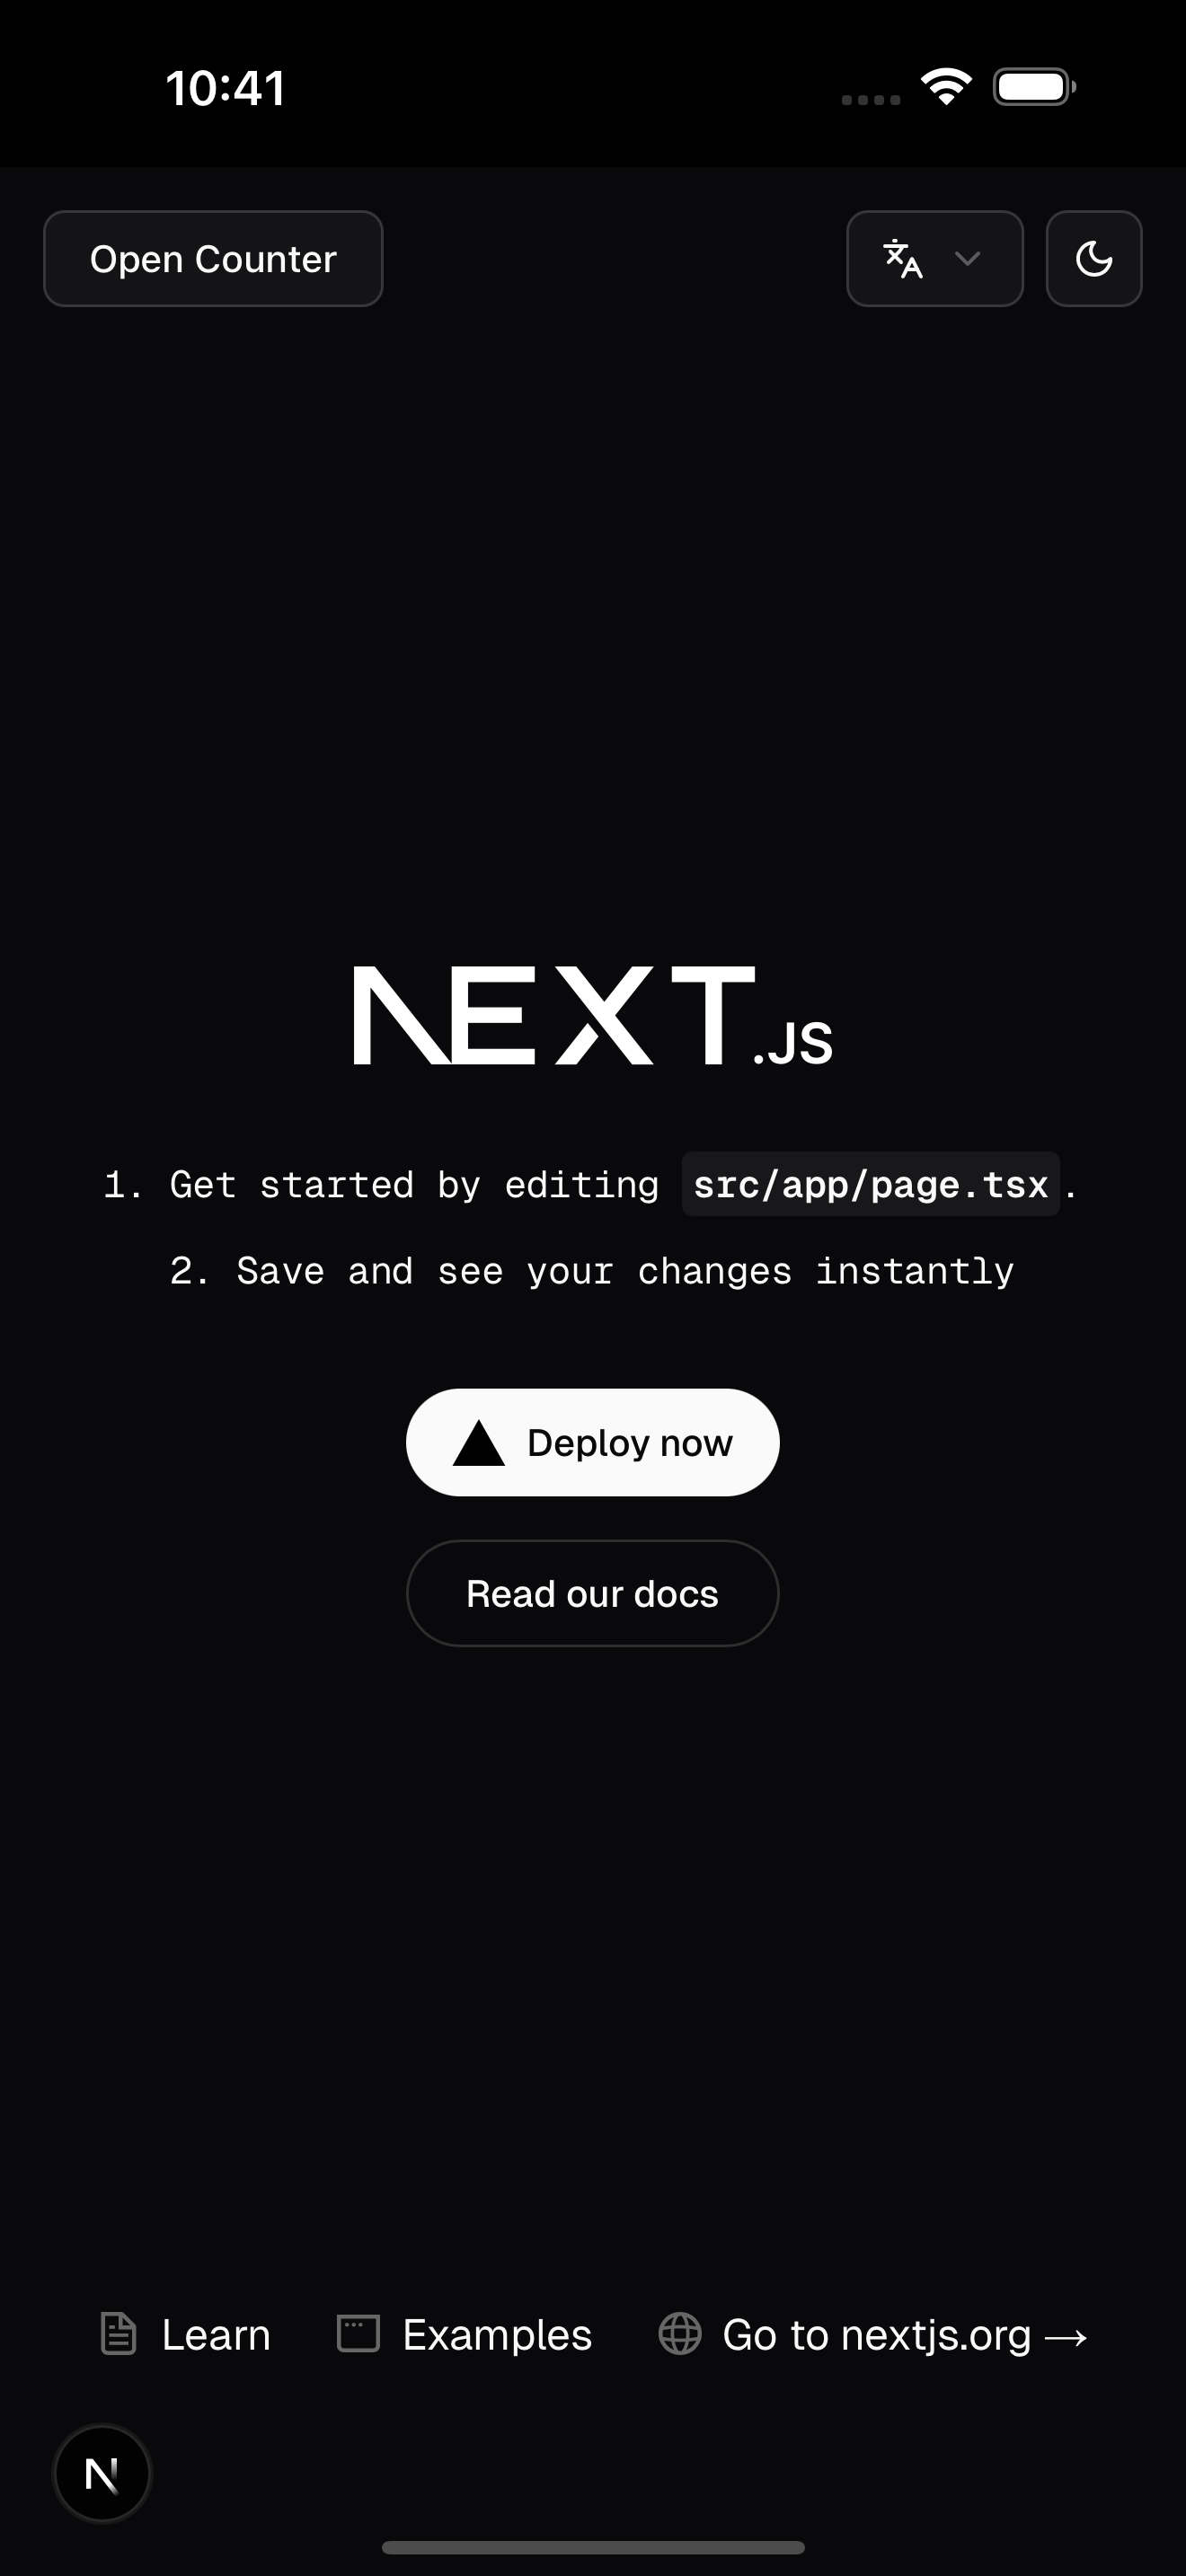 10:41
Open Counter
NEXT.JS
1. Get started by editing src/app/page.tsx.
2. Save and see your changes instantly
Deploy now
Read our docs
Learn
Examples
Go to nextjs.org →
N